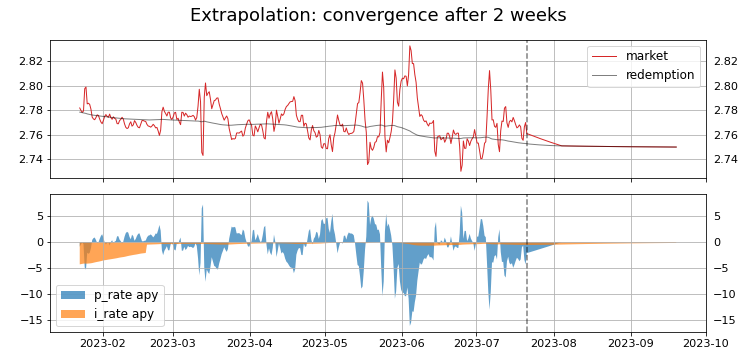 Extrapolation: convergence after 2 weeks
2.82 2.82
market
2.80 redemption 2.80
2.78 2.78
2.76 2.76
2.74 2.74
5 5
0 0
−5 −5
p_rate apy
−10 −10
i_rate apy
−15 −15
2023-02 2023-03 2023-04 2023-05 2023-06 2023-07 2023-08 2023-09 2023-10